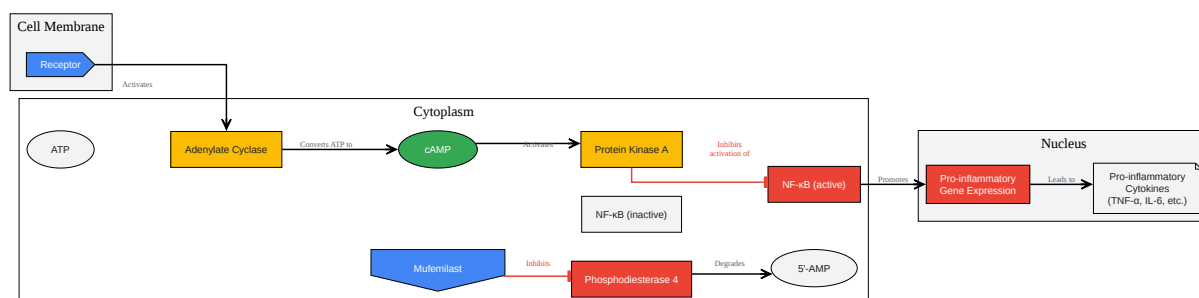 Cell Membrane
Receptor
Activates
Cytoplasm
ATP
Adenylate Cyclase
Converts ATP to
cAMP
Activates
Protein Kinase A
Inhibits
activation of
NF-κB (active)
NF-κB (inactive)
Mufemilast
Inhibits
Phosphodiesterase 4
Degrades
5'-AMP
Promotes
Nucleus
Pro-inflammatory
Gene Expression
Leads to
Pro-inflammatory
Cytokines
(TNF-α, IL-6, etc.)